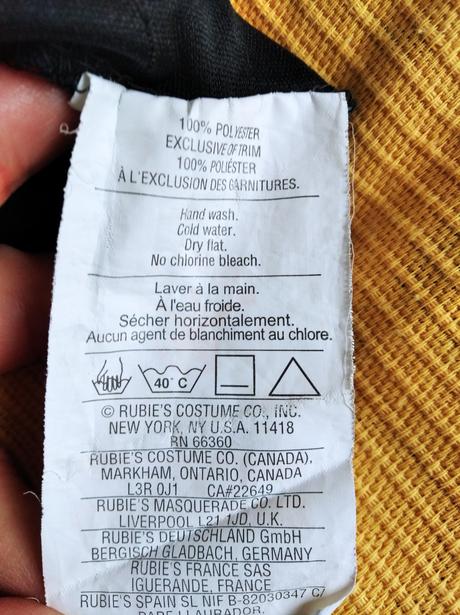 100% POLYESTER
EXCLUSIVE OF TRIM
100% POLIÉSTER
À L'EXCLUSION DES GARNITURES.
Hand wash.
Cold water.
Dry flat.
No chlorine bleach.
Laver à la main.
À l'eau froide.
Sécher horizontalement.
Aucun agent de blanchiment au chlore.
40° C
© RUBIE'S COSTUME CO., INC.
NEW YORK, NY U.S.A. 11418
RN 66360
RUBIE'S COSTUME CO. (CANADA),
MARKHAM, ONTARIO, CANADA
L3R 0J1 CA#22649
RUBIE'S MASQUERADE CO. LTD.
LIVERPOOL L21 1JD, U.K.
RUBIE'S DEUTSCHLAND GmbH
BERGISCH GLADBACH, GERMANY
RUBIE'S FRANCE SAS
IGUERANDE, FRANCE
RUBIE'S SPAIN SL NIF B-82030347 C/
LABRADOR